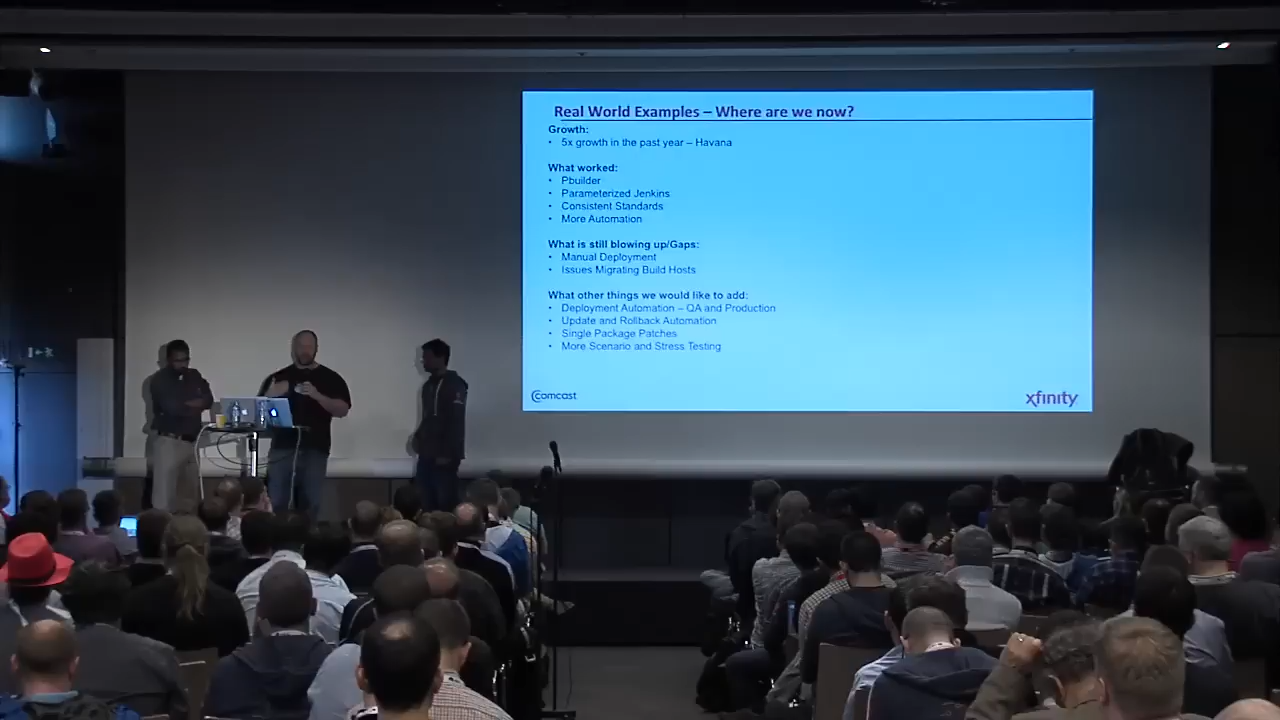 Real World Examples – Where are we now?
Growth:
• 5x growth in the past year – Havana
What worked:
• Pbuilder
• Parameterized Jenkins
• Consistent Standards
• More Automation
What is still blowing up/Gaps:
• Manual Deployment
• Issues Migrating Build Hosts
What other things we would like to add:
• Deployment Automation – QA and Production
• Update and Rollback Automation
• Single Package Patches
• More Scenario and Stress Testing
comcast
xfinity